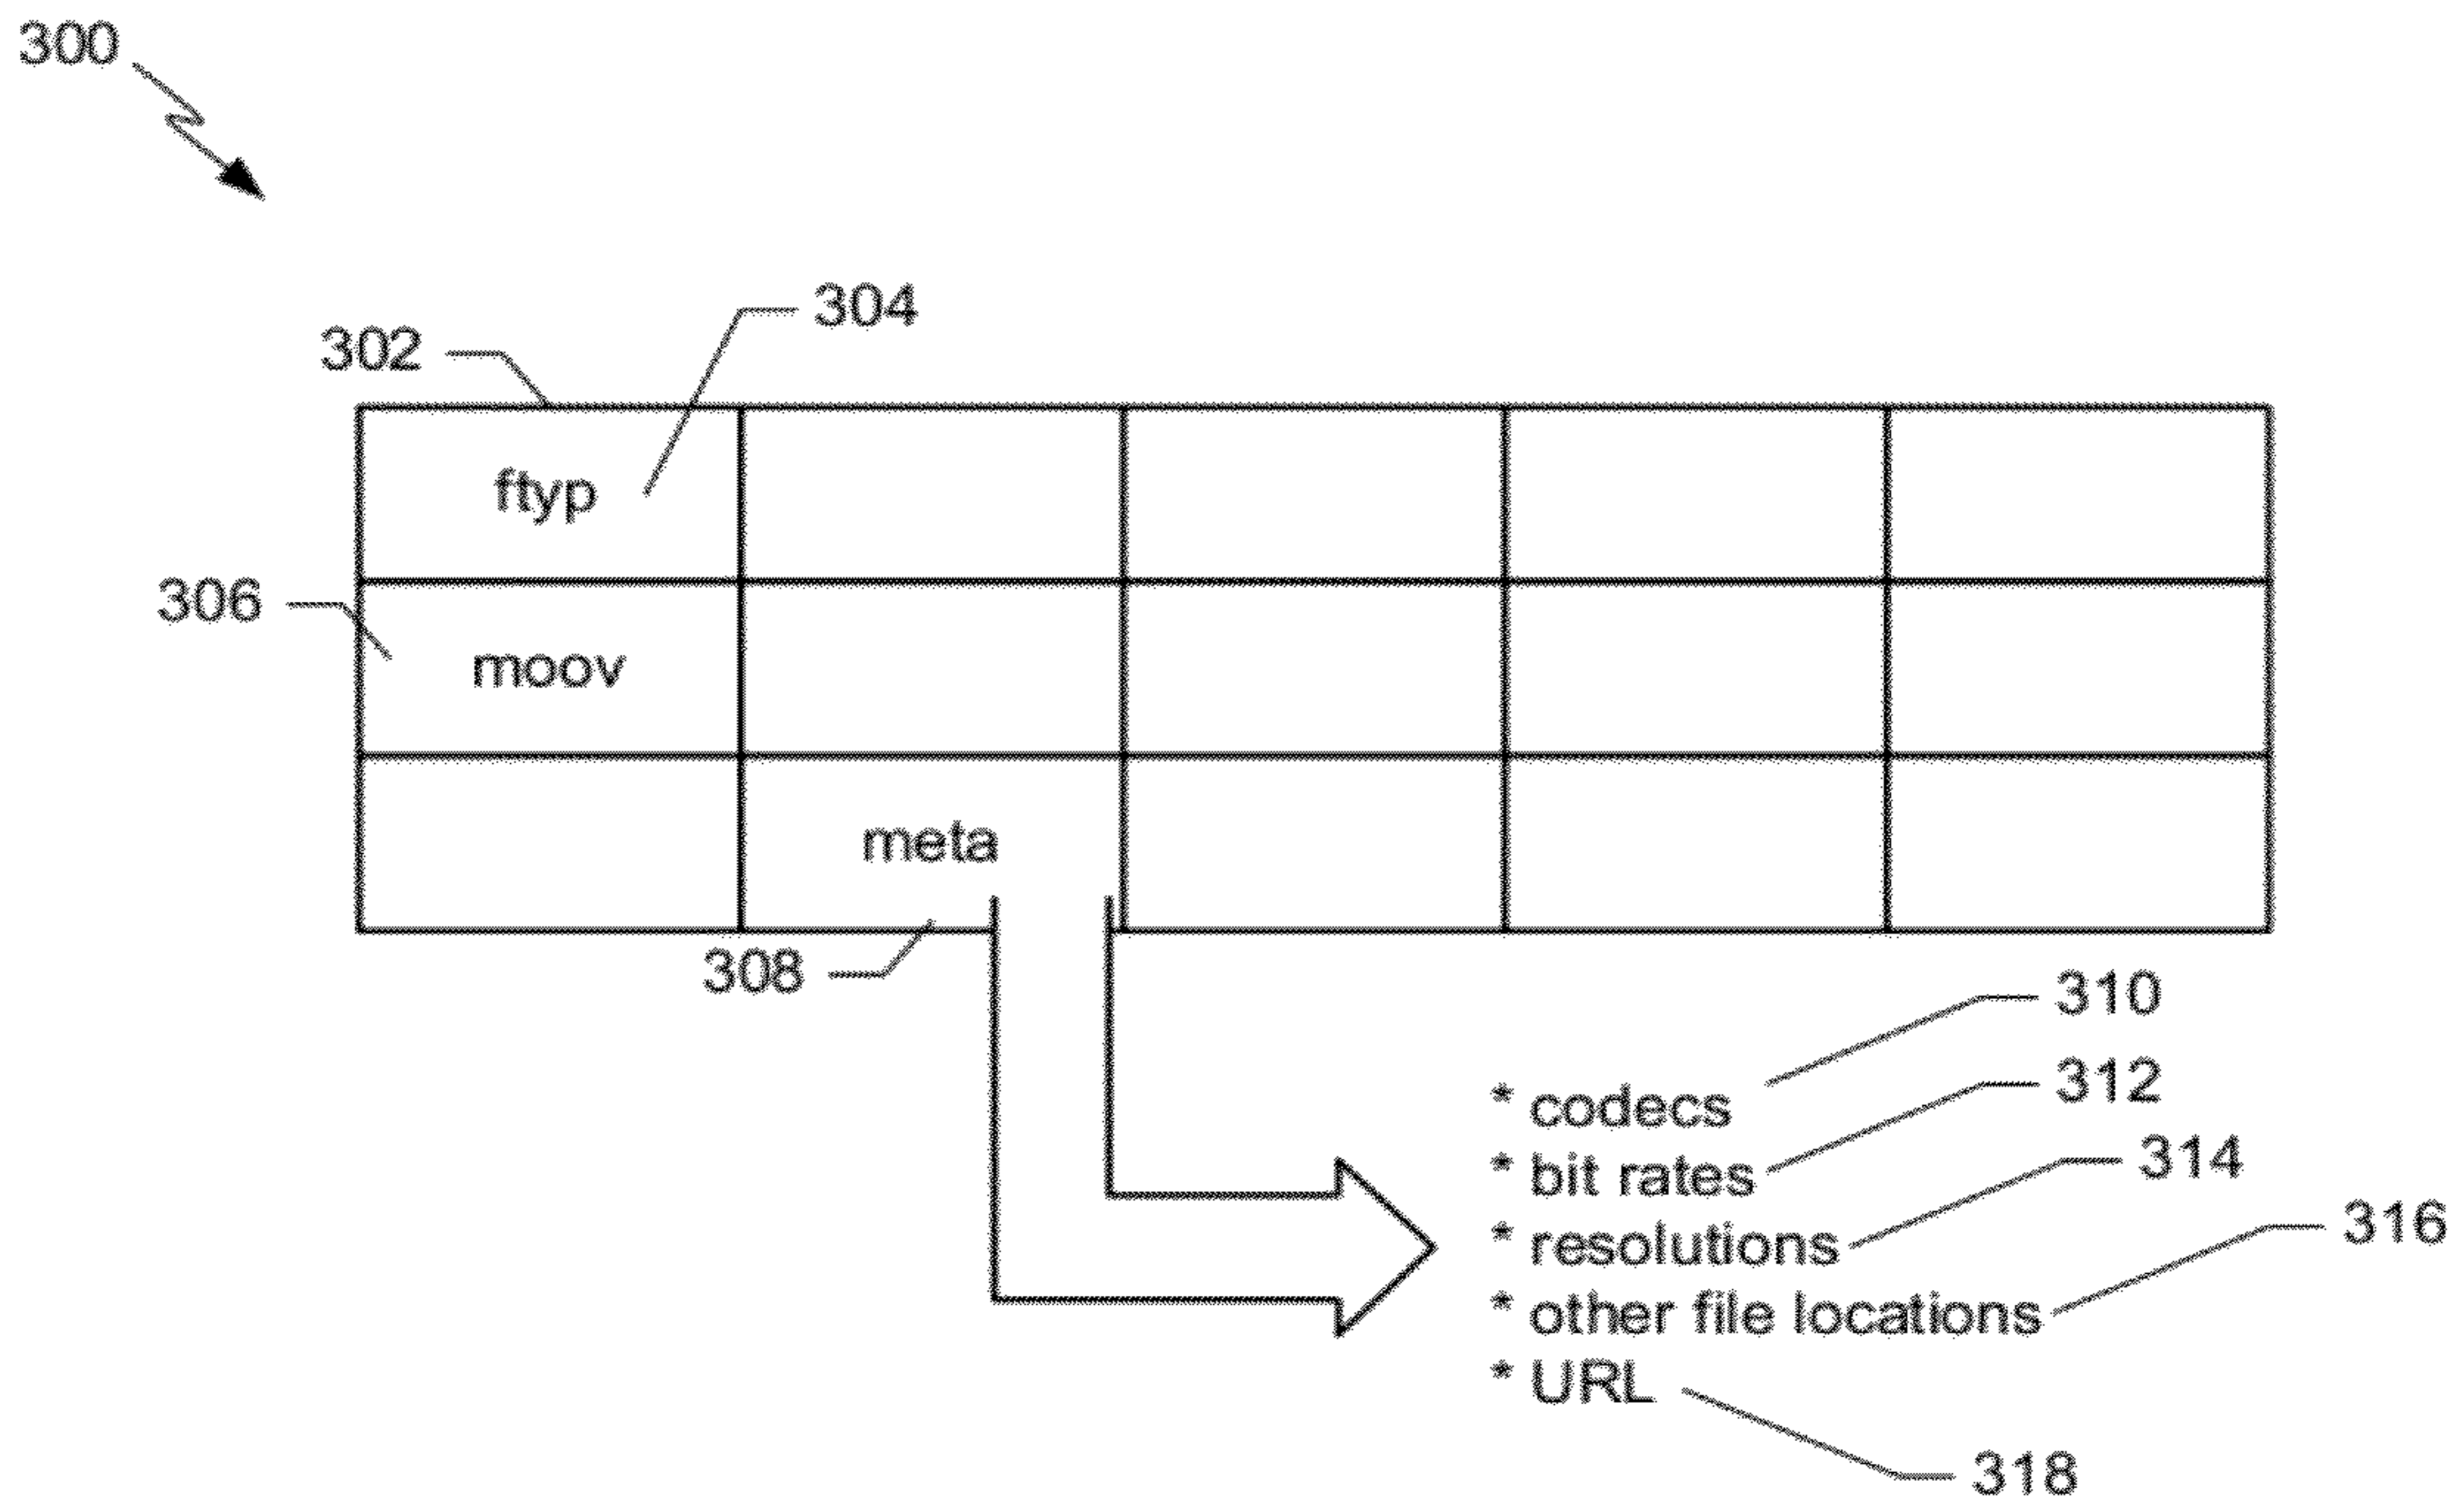 300
304
302
ftyp
306
moov
meta
308
310
* codecs
312
* bit rates
314
* resolutions
316
* other file locations
* URL
318